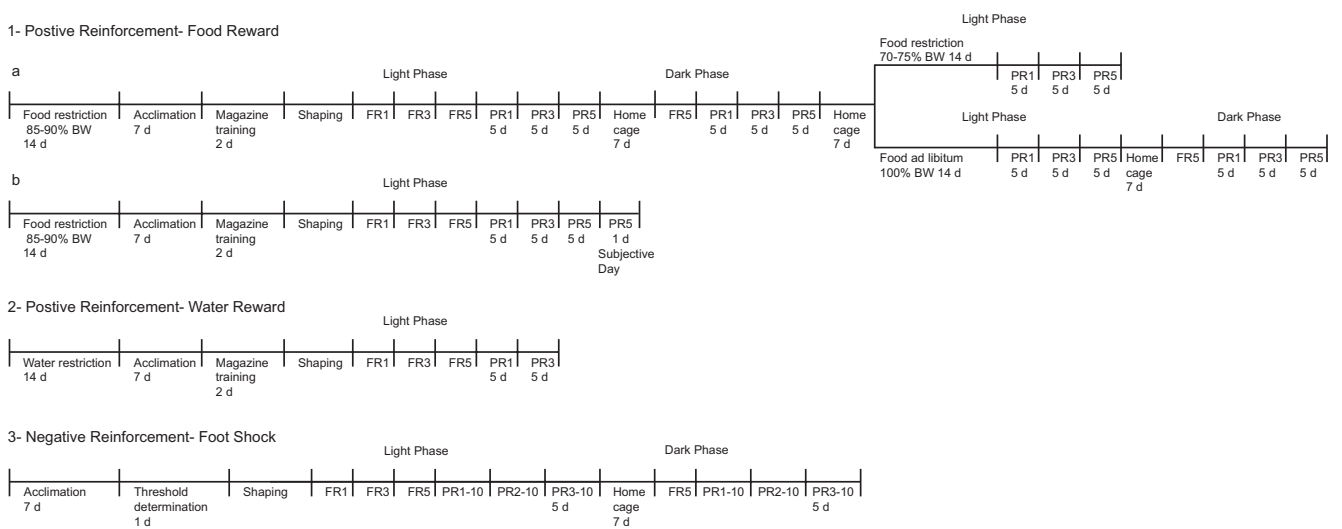 1- Postive Reinforcement- Food Reward
a
Light Phase
Dark Phase
Food restriction
85-90% BW
14 d
Acclimation
7 d
Magazine
training
2 d
Shaping
FR1
FR3
FR5
PR1
5 d
PR3
5 d
PR5
5 d
Home
cage
7 d
FR5
PR1
5 d
PR3
5 d
PR5
5 d
Home
cage
7 d
Light Phase
Food restriction
70-75% BW 14 d
PR1
5 d
PR3
5 d
PR5
5 d
Light Phase
Dark Phase
Food ad libitum
100% BW 14 d
PR1
5 d
PR3
5 d
PR5
5 d
Home
cage
7 d
FR5
PR1
5 d
PR3
5 d
PR5
5 d
b
Light Phase
Food restriction
85-90% BW
14 d
Acclimation
7 d
Magazine
training
2 d
Shaping
FR1
FR3
FR5
PR1
5 d
PR3
5 d
PR5
5 d
PR5
1 d
Subjective
Day
2- Postive Reinforcement- Water Reward
Light Phase
Water restriction
14 d
Acclimation
7 d
Magazine
training
2 d
Shaping
FR1
FR3
FR5
PR1
5 d
PR3
5 d
3- Negative Reinforcement- Foot Shock
Light Phase
Dark Phase
Acclimation
7 d
Threshold
determination
1 d
Shaping
FR1
FR3
FR5
PR1-10
PR2-10
PR3-10
5 d
Home
cage
7 d
FR5
PR1-10
PR2-10
PR3-10
5 d